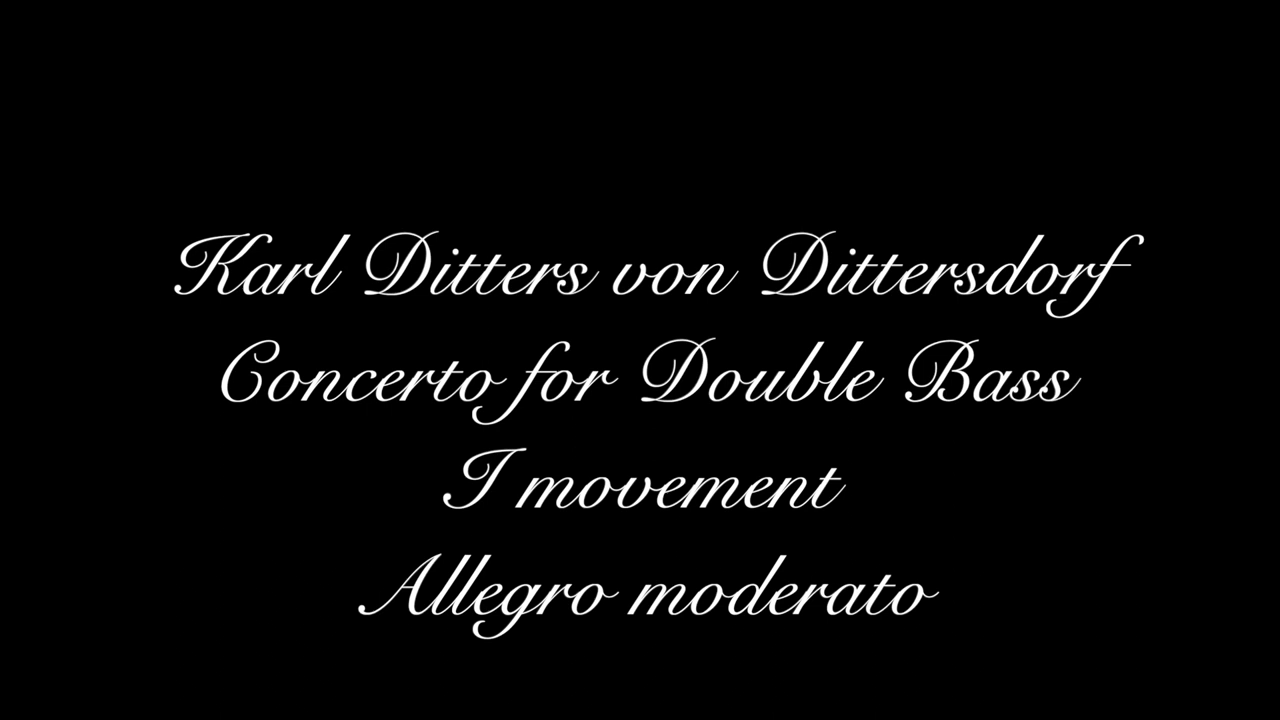 Karl Ditters von Dittersdorf
Concerto for Double Bass
I movement
Allegro moderato